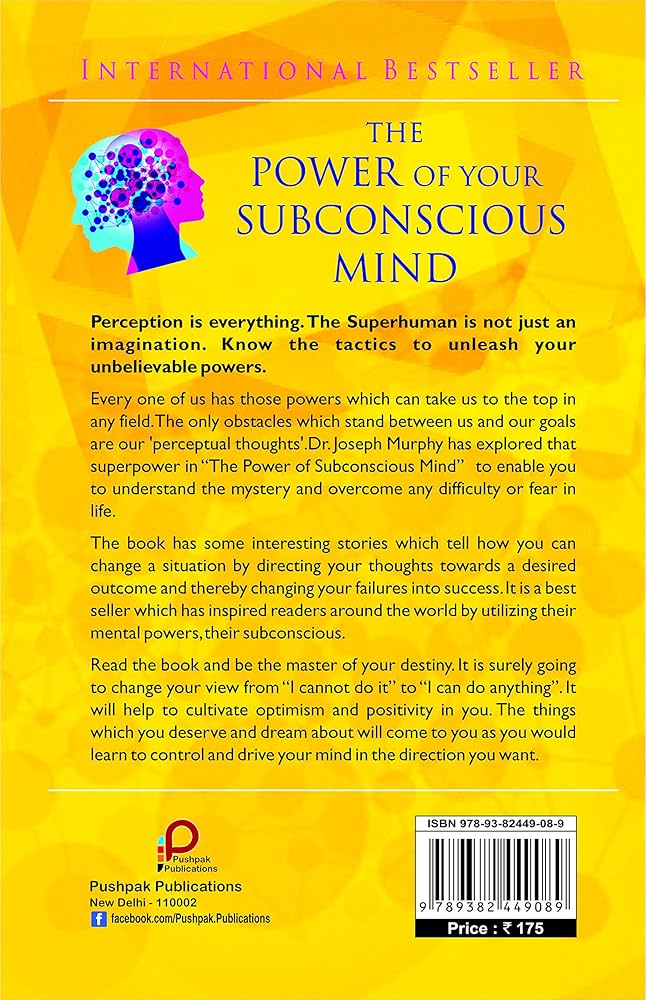 INTERNATIONAL BESTSELLER
THE
POWER OF YOUR
SUBCONSCIOUS
MIND
Perception is everything. The Superhuman is not just an
imagination. Know the tactics to unleash your
unbelievable powers.
Every one of us has those powers which can take us to the top in
any field. The only obstacles which stand between us and our goals
are our 'perceptual thoughts'. Dr. Joseph Murphy has explored that
superpower in “The Power of Subconscious Mind” to enable you
to understand the mystery and overcome any difficulty or fear in
life.
The book has some interesting stories which tell how you can
change a situation by directing your thoughts towards a desired
outcome and thereby changing your failures into success. It is a best
seller which has inspired readers around the world by utilizing their
mental powers, their subconscious.
Read the book and be the master of your destiny. It is surely going
to change your view from “I cannot do it” to “I can do anything”. It
will help to cultivate optimism and positivity in you. The things
which you deserve and dream about will come to you as you would
learn to control and drive your mind in the direction you want.
Pushpak
Publications
Pushpak Publications
New Delhi - 110002
facebook.com/Pushpak.Publications
ISBN 978-93-82449-08-9
9 789382 449089
Price : ₹ 175